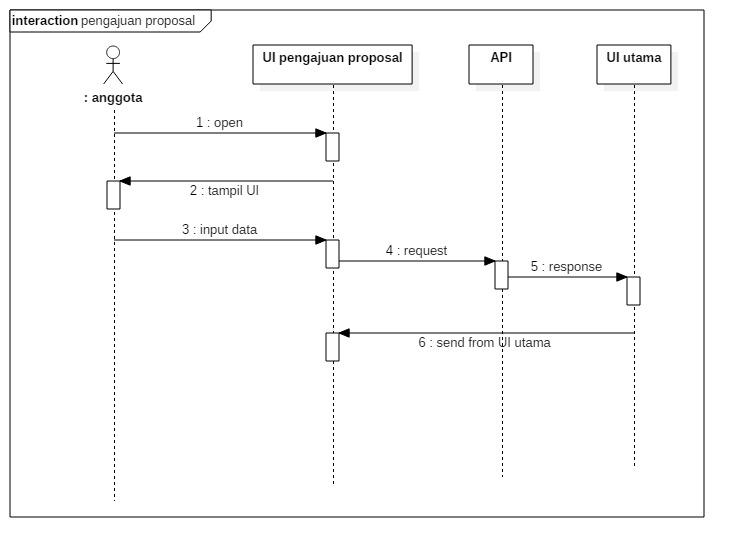 interaction pengajuan proposal
UI pengajuan proposal
API
UI utama
: anggota
1 : open
2 : tampil UI
3 : input data
4 : request
5 : response
6 : send from UI utama